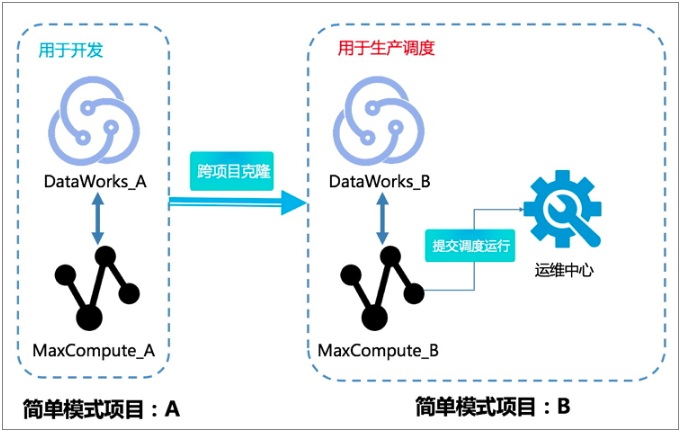 用于开发
用于生产调度
DataWorks_A
跨项目克隆
DataWorks_B
提交调度运行
运维中心
MaxCompute_A
MaxCompute_B
简单模式项目：A
简单模式项目：B